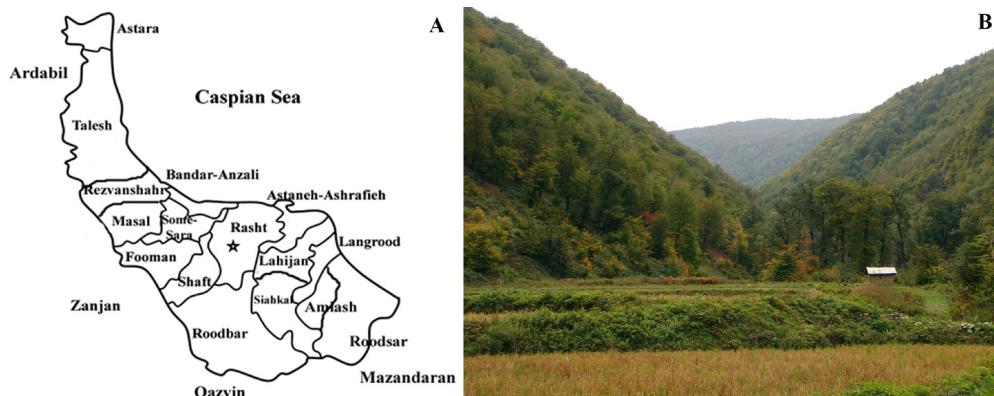 A
B
Astara
Ardabil
Caspian Sea
Talesh
Bandar-Anzali
Rezvanshahr
Astaneh-Ashrafieh
Masal
Some-
Sara
Rasht
Langrood
Fooman
Lahijan
Shaft
Siahkal
Amlash
Zanjan
Roodbar
Roodsar
Mazandaran
Qazvin